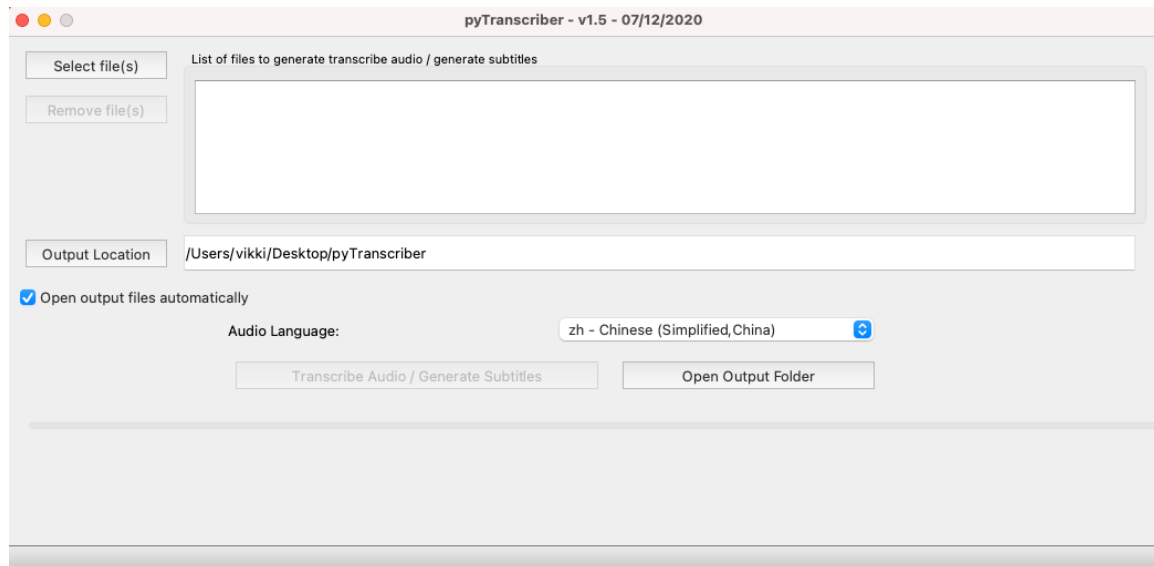 pyTranscriber - v1.5 - 07/12/2020
Select file(s)
List of files to generate transcribe audio / generate subtitles
Remove file(s)
Output Location
/Users/vikki/Desktop/pyTranscriber
Open output files automatically
Audio Language:
zh - Chinese (Simplified,China)
Transcribe Audio / Generate Subtitles
Open Output Folder